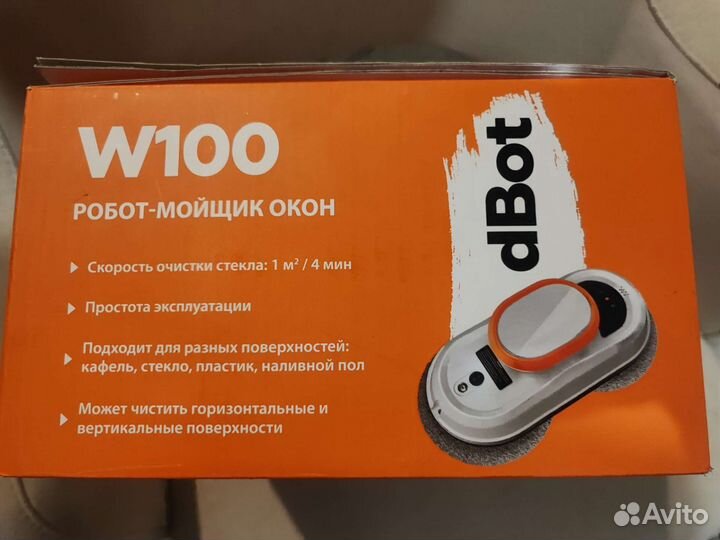 W100
РОБОТ-МОЙЩИК ОКОН
Скорость очистки стекла: 1 м² / 4 мин
Простота эксплуатации
Подходит для разных поверхностей:
кафель, стекло, пластик, наливной пол
Может чистить горизонтальные и
вертикальные поверхности
dBot
Avito